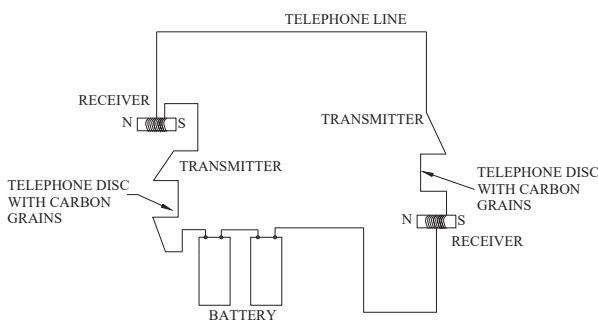 TELEPHONE LINE
RECEIVER
N S
TRANSMITTER
TRANSMITTER
TELEPHONE DISC
WITH CARBON
GRAINS
TELEPHONE DISC
WITH CARBON
GRAINS
N S
RECEIVER
BATTERY